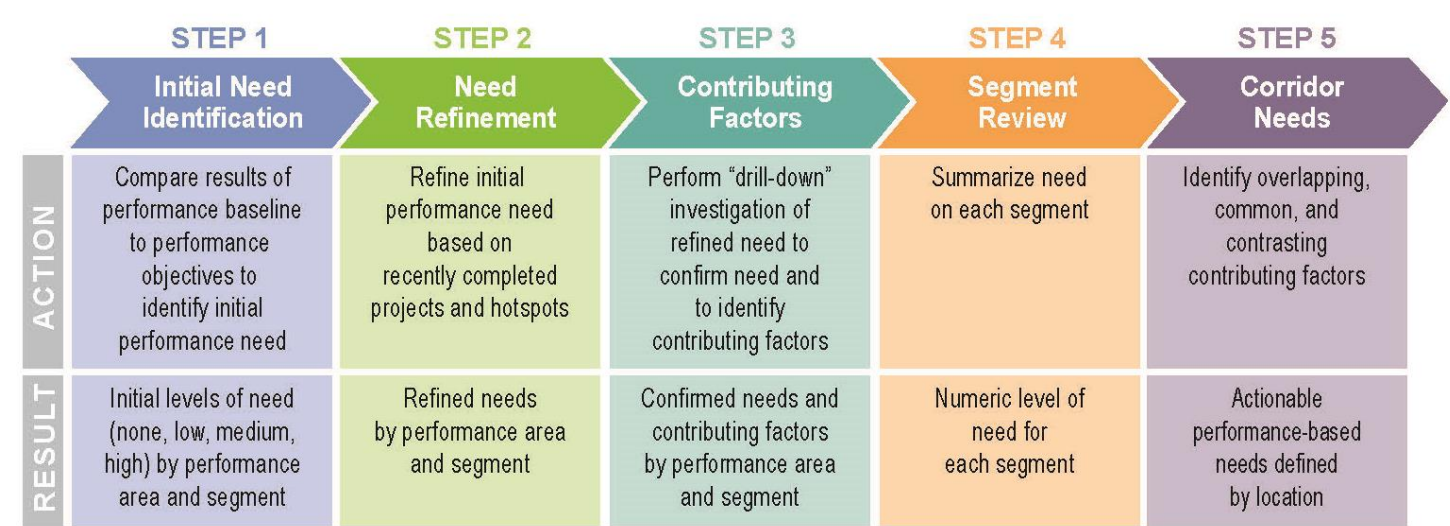 STEP 1
STEP 2
STEP 3
STEP 4
STEP 5
Initial Need
Identification
Need
Refinement
Contributing
Factors
Segment
Review
Corridor
Needs
ACTION
Compare results of
performance baseline
to performance
objectives to
identify initial
performance need
Refine initial
performance need
based on
recently completed
projects and hotspots
Perform “drill-down”
investigation of
refined need to
confirm need and
to identify
contributing factors
Summarize need
on each segment
Identify overlapping,
common, and
contrasting
contributing factors
RESULT
Initial levels of need
(none, low, medium,
high) by performance
area and segment
Refined needs
by performance area
and segment
Confirmed needs and
contributing factors
by performance area
and segment
Numeric level of
need for
each segment
Actionable
performance-based
needs defined
by location